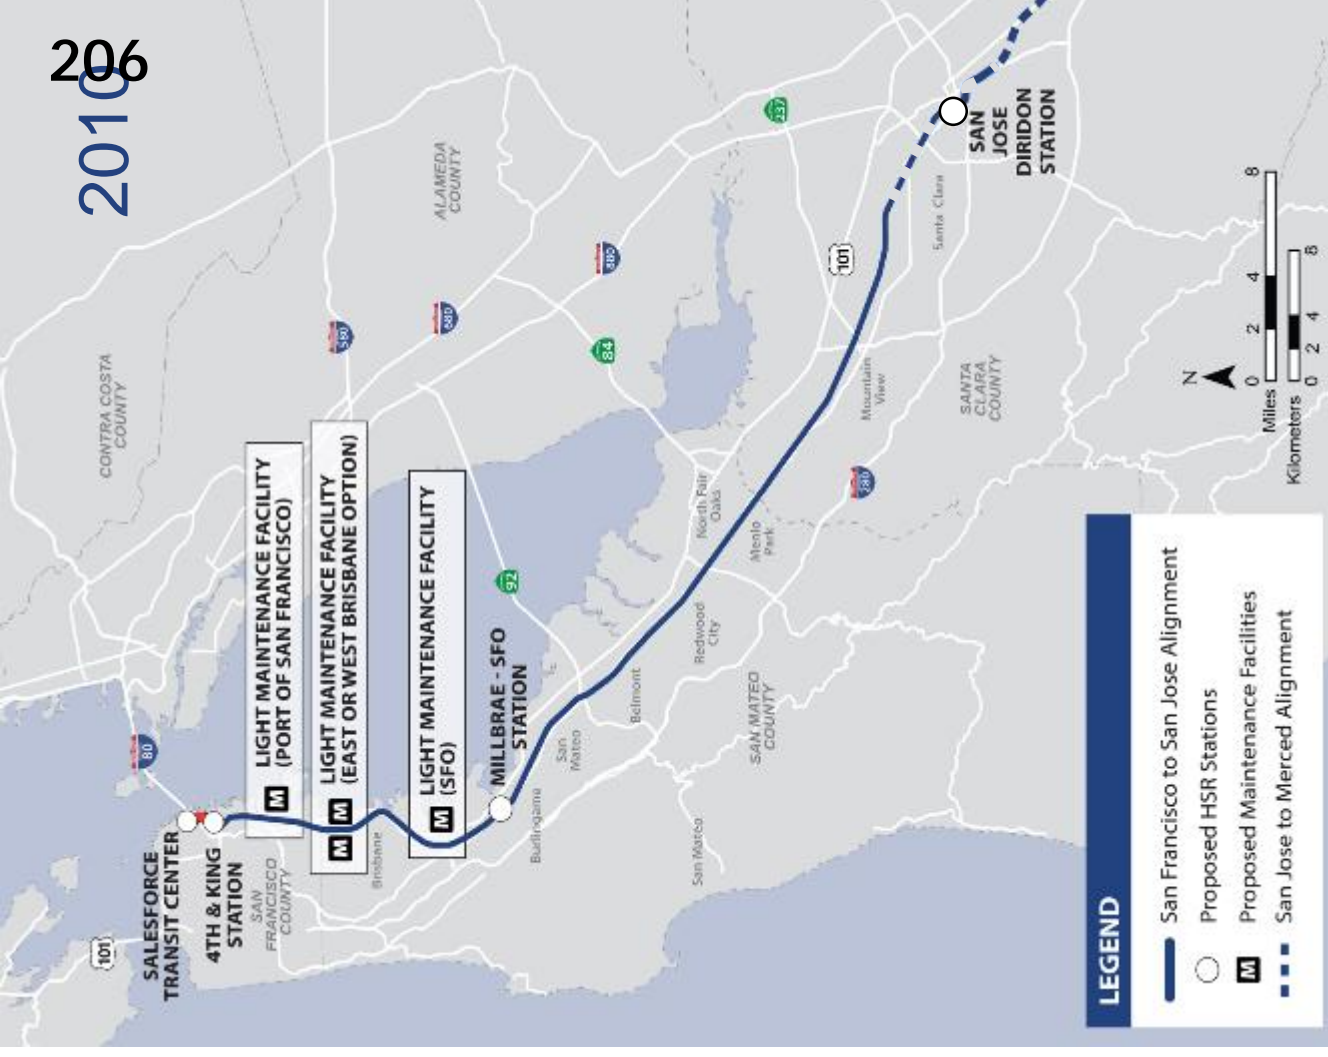 206
2010
CONTRA COSTA
COUNTY
ALAMEDA
COUNTY
580
680
880
84
237
92
80
101
101
280
LIGHT MAINTENANCE FACILITY
(PORT OF SAN FRANCISCO)
M
LIGHT MAINTENANCE FACILITY
(EAST OR WEST BRISBANE OPTION)
M M
LIGHT MAINTENANCE FACILITY
(SFO)
M
SALESFORCE
TRANSIT CENTER
4TH & KING
STATION
SAN
FRANCISCO
COUNTY
Brisbane
MILLBRAE - SFO
STATION
Burlingame
San
Mateo
Belmont
San Mateo
SAN MATEO
COUNTY
Redwood
City
North Fair
Oaks
Menlo
Park
Mountain
View
SANTA
CLARA
COUNTY
Santa Clara
SAN
JOSE
DIRIDON
STATION
N
0 2 4 8
Miles
Kilometers
0 2 4 8
LEGEND
San Francisco to San Jose Alignment
Proposed HSR Stations
M Proposed Maintenance Facilities
San Jose to Merced Alignment